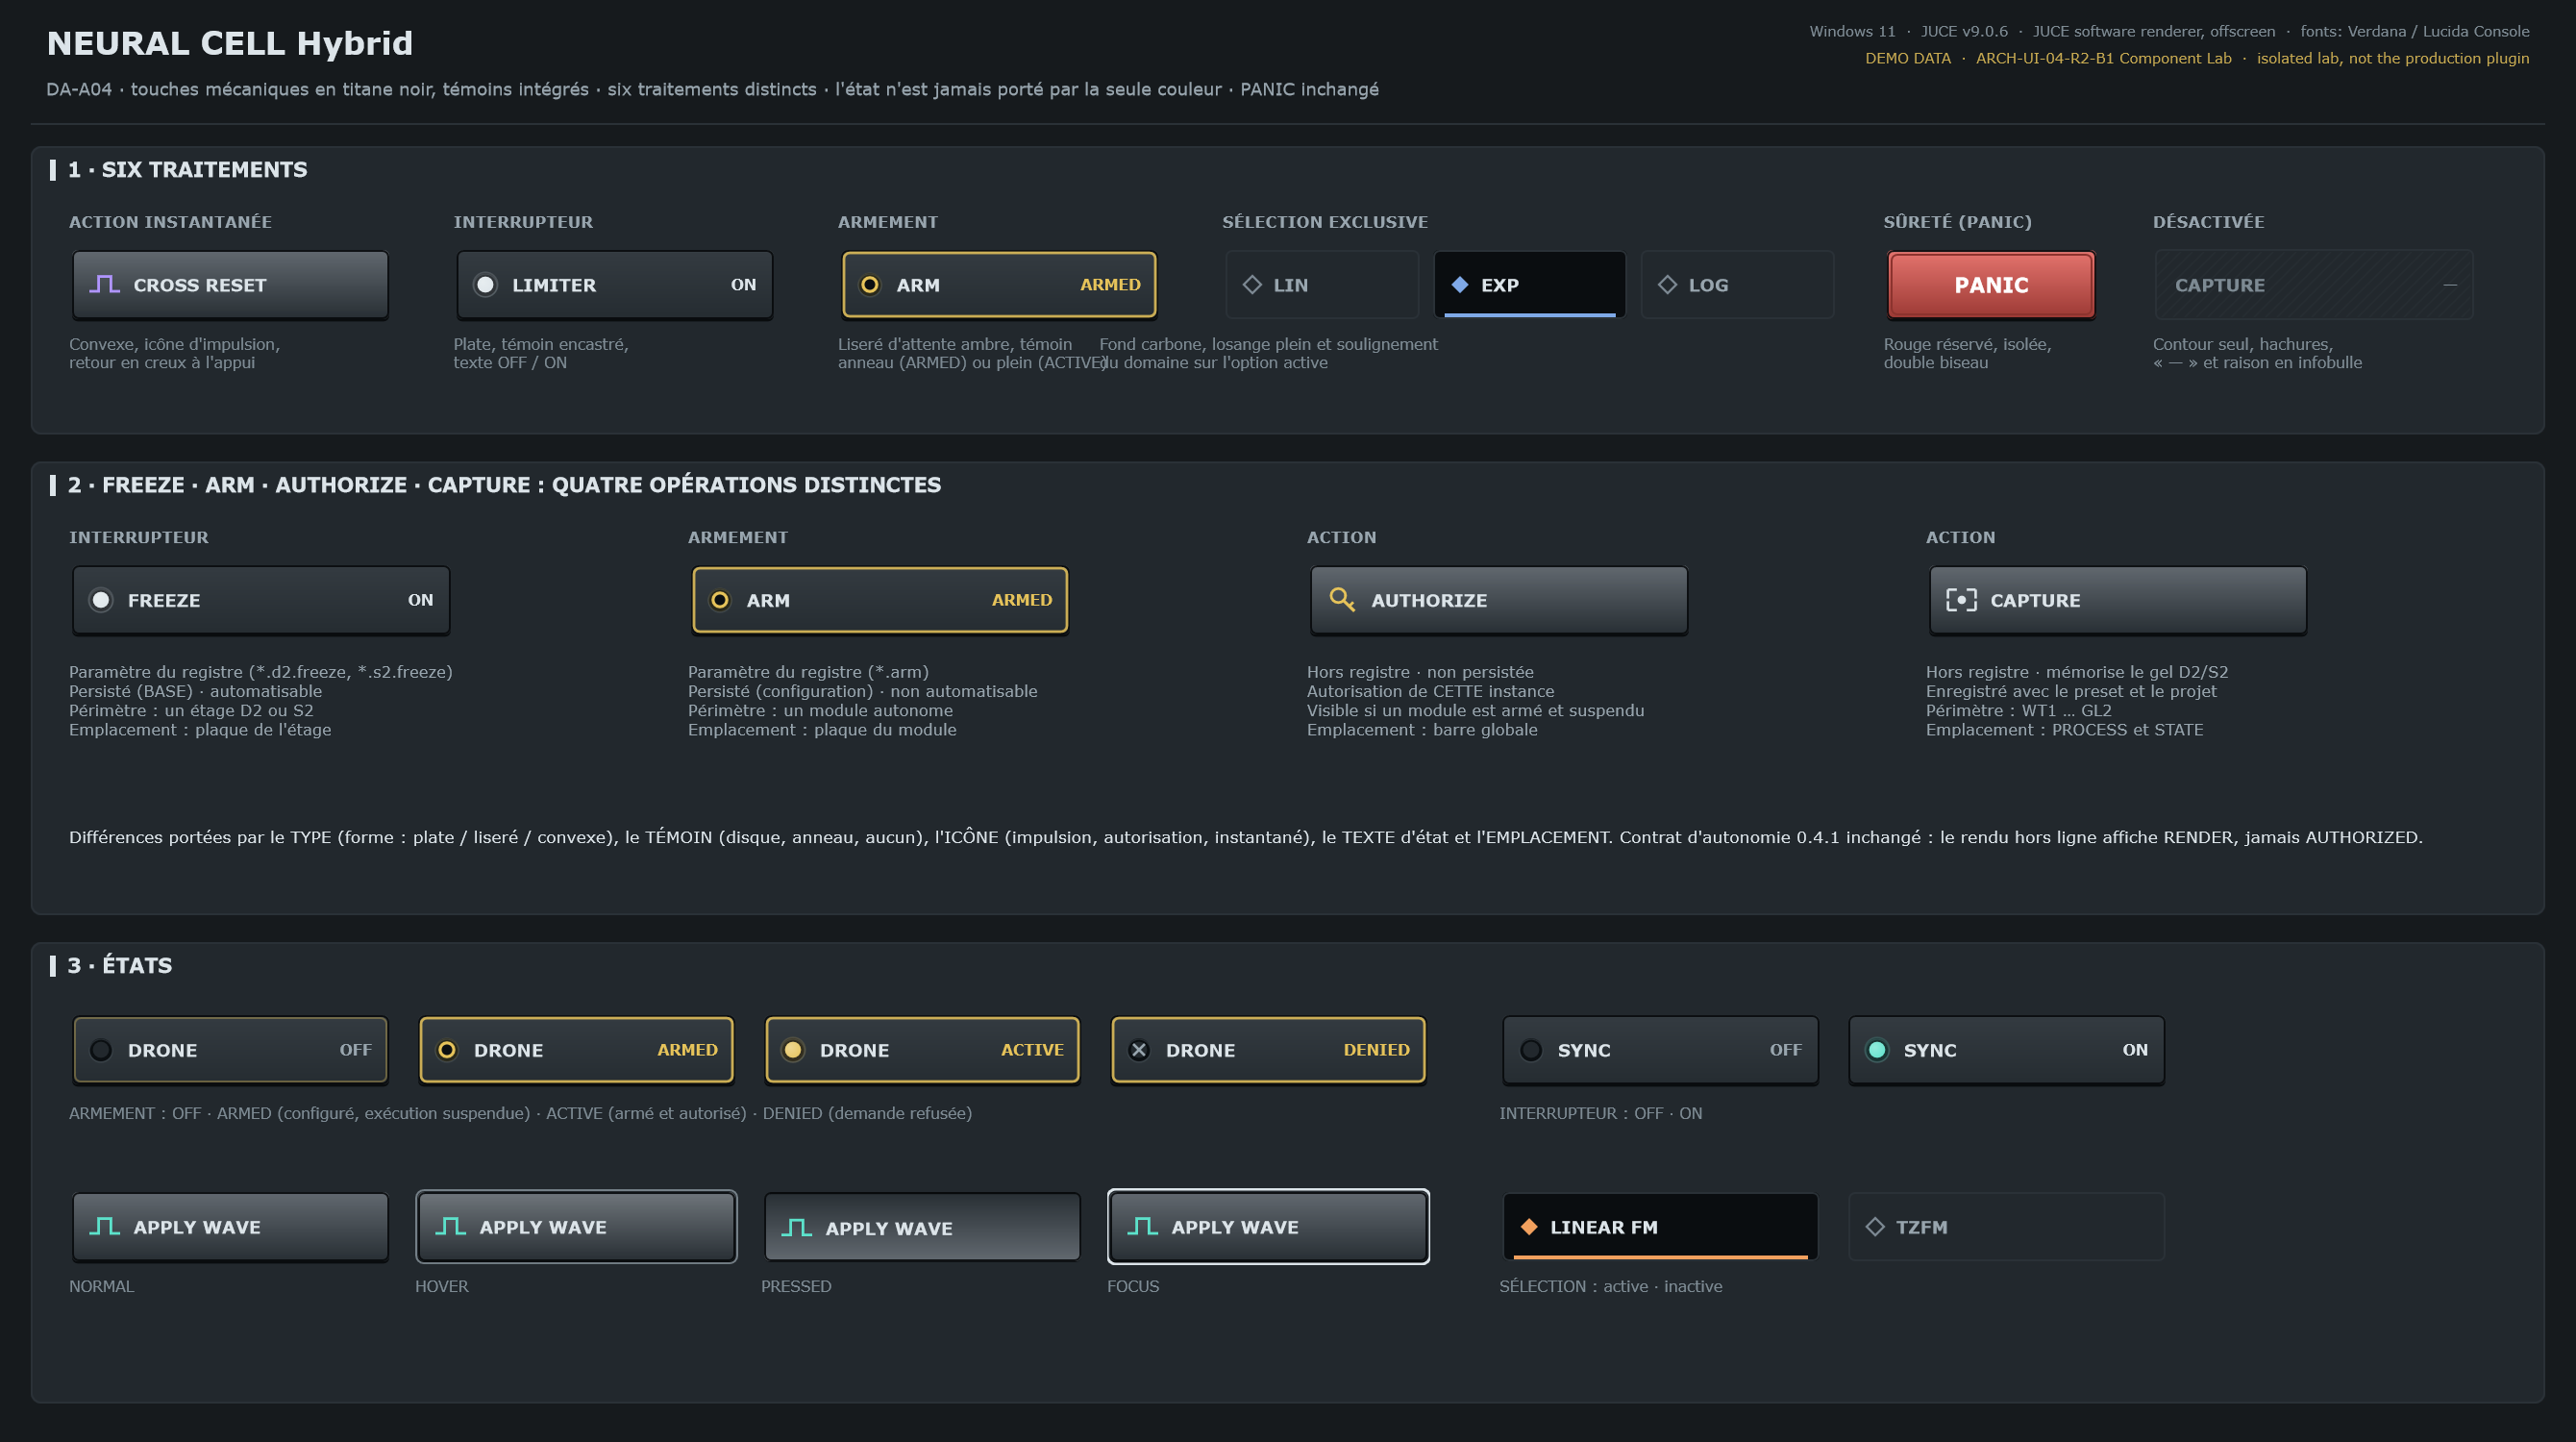 NEURAL CELL Hybrid
Windows 11 · JUCE v9.0.6 · JUCE software renderer, offscreen · fonts: Verdana / Lucida Console
DEMO DATA · ARCH-UI-04-R2-B1 Component Lab · isolated lab, not the production plugin
DA-A04 · touches mécaniques en titane noir, témoins intégrés · six traitements distincts · l'état n'est jamais porté par la seule couleur · PANIC inchangé
1 · SIX TRAITEMENTS
ACTION INSTANTANÉE
CROSS RESET
Convexe, icône d'impulsion,
retour en creux à l'appui
INTERRUPTEUR
LIMITER ON
Plate, témoin encastré,
texte OFF / ON
ARMEMENT
ARM ARMED
Liseré d'attente ambre, témoin
anneau (ARMED) ou plein (ACTIVE)
SÉLECTION EXCLUSIVE
LIN EXP LOG
Fond carbone, losange plein et soulignement
du domaine sur l'option active
SÛRETÉ (PANIC)
PANIC
Rouge réservé, isolée,
double biseau
DÉSACTIVÉE
CAPTURE —
Contour seul, hachures,
« — » et raison en infobulle
2 · FREEZE · ARM · AUTHORIZE · CAPTURE : QUATRE OPÉRATIONS DISTINCTES
INTERRUPTEUR
FREEZE ON
Paramètre du registre (*.d2.freeze, *.s2.freeze)
Persisté (BASE) · automatisable
Périmètre : un étage D2 ou S2
Emplacement : plaque de l'étage
ARMEMENT
ARM ARMED
Paramètre du registre (*.arm)
Persisté (configuration) · non automatisable
Périmètre : un module autonome
Emplacement : plaque du module
ACTION
AUTHORIZE
Hors registre · non persistée
Autorisation de CETTE instance
Visible si un module est armé et suspendu
Emplacement : barre globale
ACTION
CAPTURE
Hors registre · mémorise le gel D2/S2
Enregistré avec le preset et le projet
Périmètre : WT1 … GL2
Emplacement : PROCESS et STATE
Différences portées par le TYPE (forme : plate / liseré / convexe), le TÉMOIN (disque, anneau, aucun), l'ICÔNE (impulsion, autorisation, instantané), le TEXTE d'état et l'EMPLACEMENT. Contrat d'autonomie 0.4.1 inchangé : le rendu hors ligne affiche RENDER, jamais AUTHORIZED.
3 · ÉTATS
DRONE OFF
DRONE ARMED
DRONE ACTIVE
DRONE DENIED
SYNC OFF
SYNC ON
ARMEMENT : OFF · ARMED (configuré, exécution suspendue) · ACTIVE (armé et autorisé) · DENIED (demande refusée)
INTERRUPTEUR : OFF · ON
APPLY WAVE
APPLY WAVE
APPLY WAVE
APPLY WAVE
LINEAR FM
TZFM
NORMAL
HOVER
PRESSED
FOCUS
SÉLECTION : active · inactive